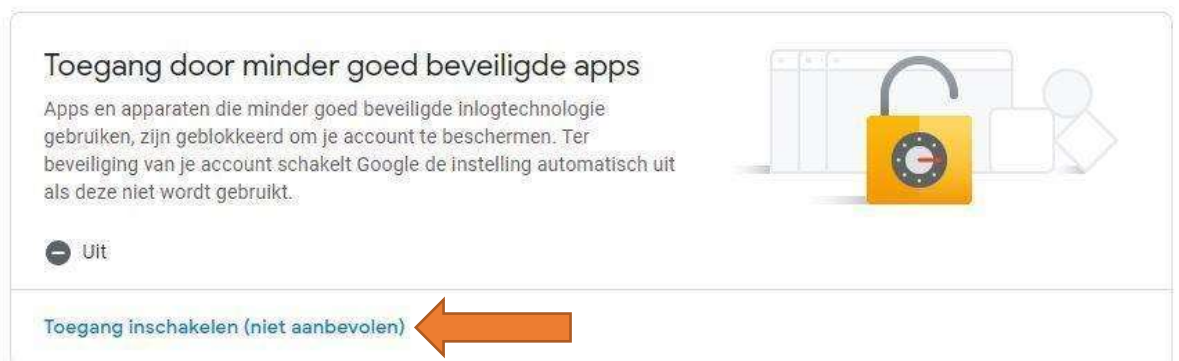 Toegang door minder goed beveiligde apps
Apps en apparaten die minder goed beveiligde inlogtechnologie
gebruiken, zijn geblokkeerd om je account te beschermen. Ter
beveiliging van je account schakelt Google de instelling automatisch uit
als deze niet wordt gebruikt.
Uit
Toegang inschakelen (niet aanbevolen)